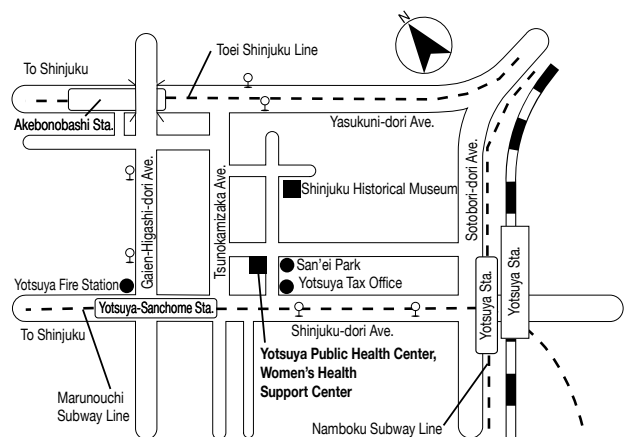 N
Toei Shinjuku Line
To Shinjuku
Akebonobashi Sta.
Yasukuni-dori Ave.
Gaien-Higashi-dori Ave.
Tsunokamizaka Ave.
Sotobori-dori Ave.
Shinjuku Historical Museum
San'ei Park
Yotsuya Tax Office
Yotsuya Fire Station
Yotsuya-Sanchome Sta.
Yotsuya Sta.
Yotsuya Sta.
To Shinjuku
Shinjuku-dori Ave.
Yotsuya Public Health Center,
Women's Health
Support Center
Marunouchi
Subway Line
Namboku Subway Line